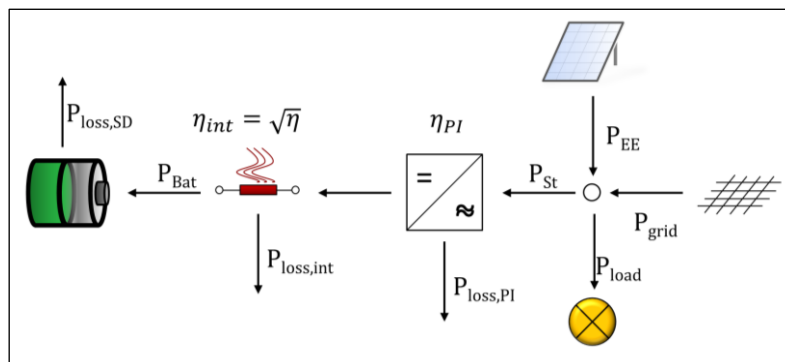 P_loss,SD
η_int = √η
η_PI
P_EE
P_Bat
P_St
=
≈
P_grid
P_loss,int
P_loss,PI
P_load